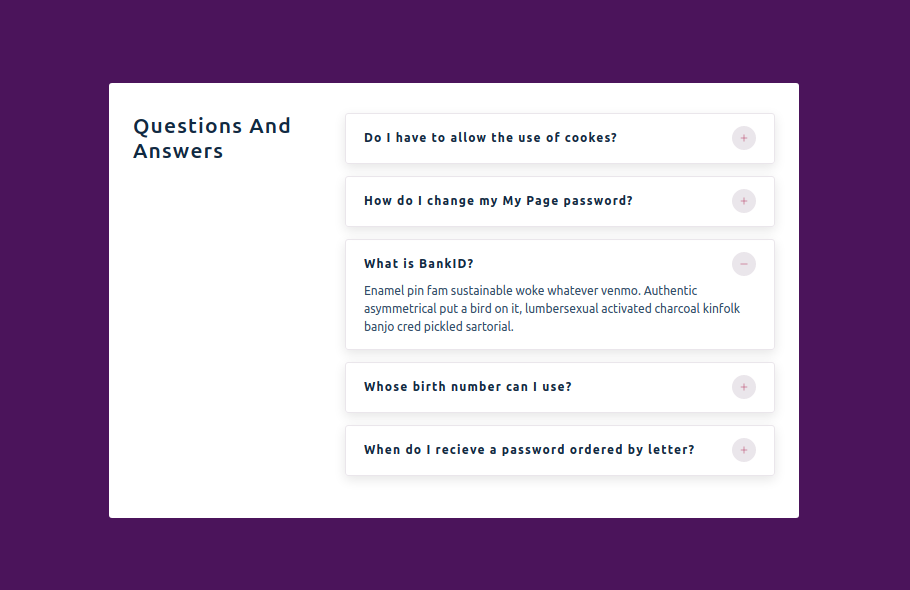 Questions And
Answers
Do I have to allow the use of cookes?
How do I change my My Page password?
What is BankID?
Enamel pin fam sustainable woke whatever venmo. Authentic
asymmetrical put a bird on it, lumbersexual activated charcoal kinfolk
banjo cred pickled sartorial.
Whose birth number can I use?
When do I recieve a password ordered by letter?